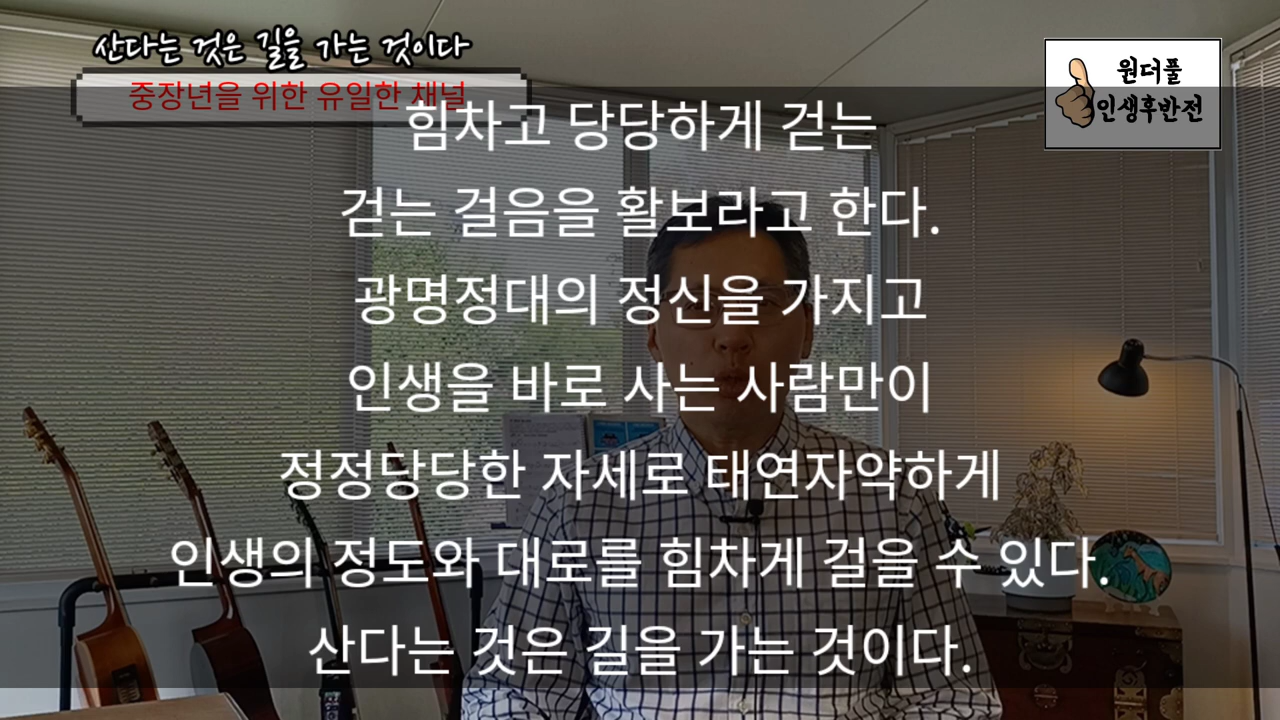 산다는 것은 길을 가는 것이다
중장년을 위한 유일한 채널
원더풀
인생후반전
힘차고 당당하게 걷는
걷는 걸음을 활보라고 한다.
광명정대의 정신을 가지고
인생을 바로 사는 사람만이
정정당당한 자세로 태연자약하게
인생의 정도와 대로를 힘차게 걸을 수 있다.
산다는 것은 길을 가는 것이다.